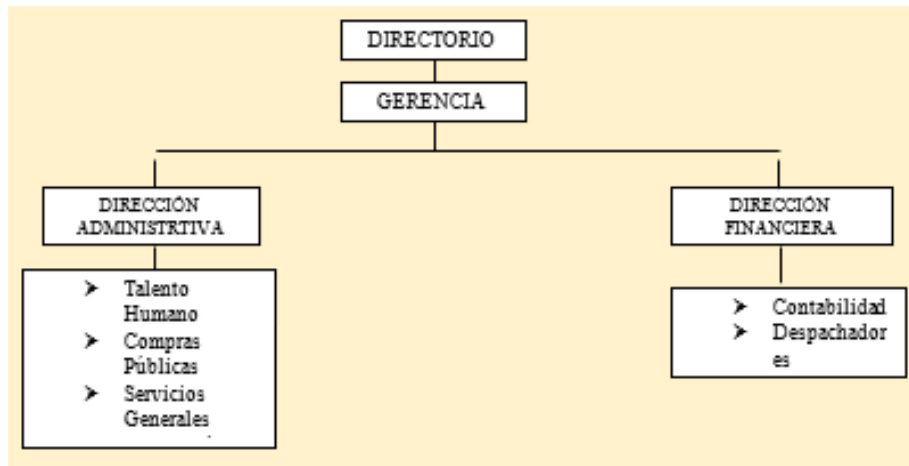 DIRECTORIO
GERENCIA
DIRECCIÓN
ADMINISTRTIVA
➤ Talento
Humano
➤ Compras
Públicas
➤ Servicios
Generales
DIRECCIÓN
FINANCIERA
➤ Contabilidad
➤ Despachador
es